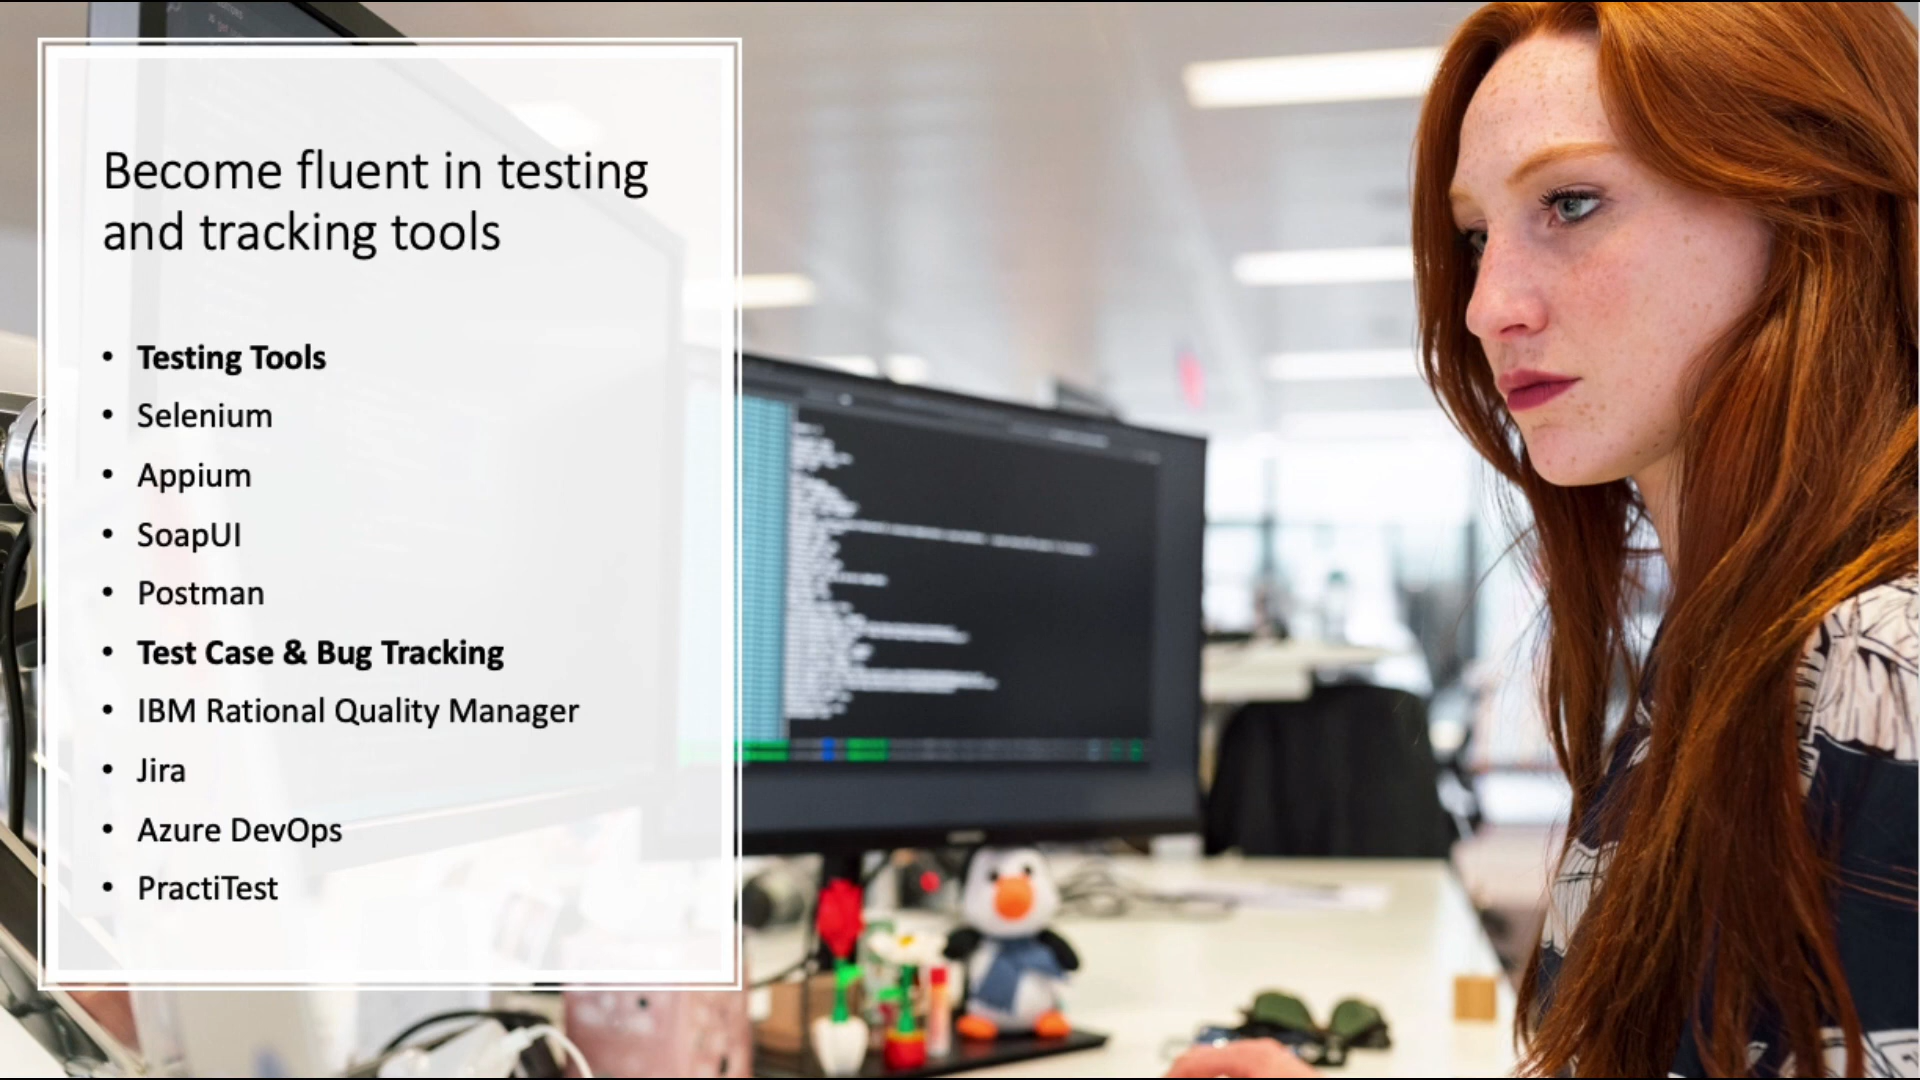 Become fluent in testing
and tracking tools
• Testing Tools
• Selenium
• Appium
• SoapUI
• Postman
• Test Case & Bug Tracking
• IBM Rational Quality Manager
• Jira
• Azure DevOps
• PractiTest